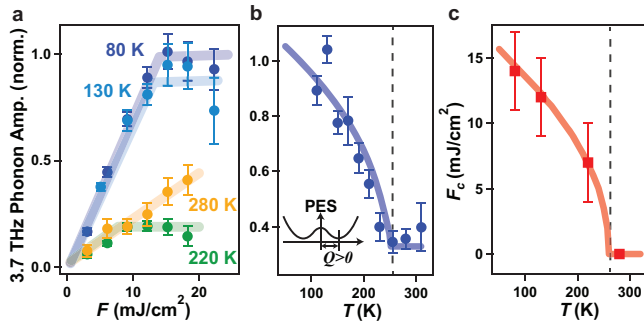 a
3.7 THz Phonon Amp. (norm.)
1.0
0.5
0.0
80 K
130 K
280 K
220 K
0
10
20
F (mJ/cm²)
b
1.0
0.8
0.6
0.4
PES
Q>0
100
200
300
T (K)
c
F_c (mJ/cm²)
15
10
5
0
100
200
300
T (K)